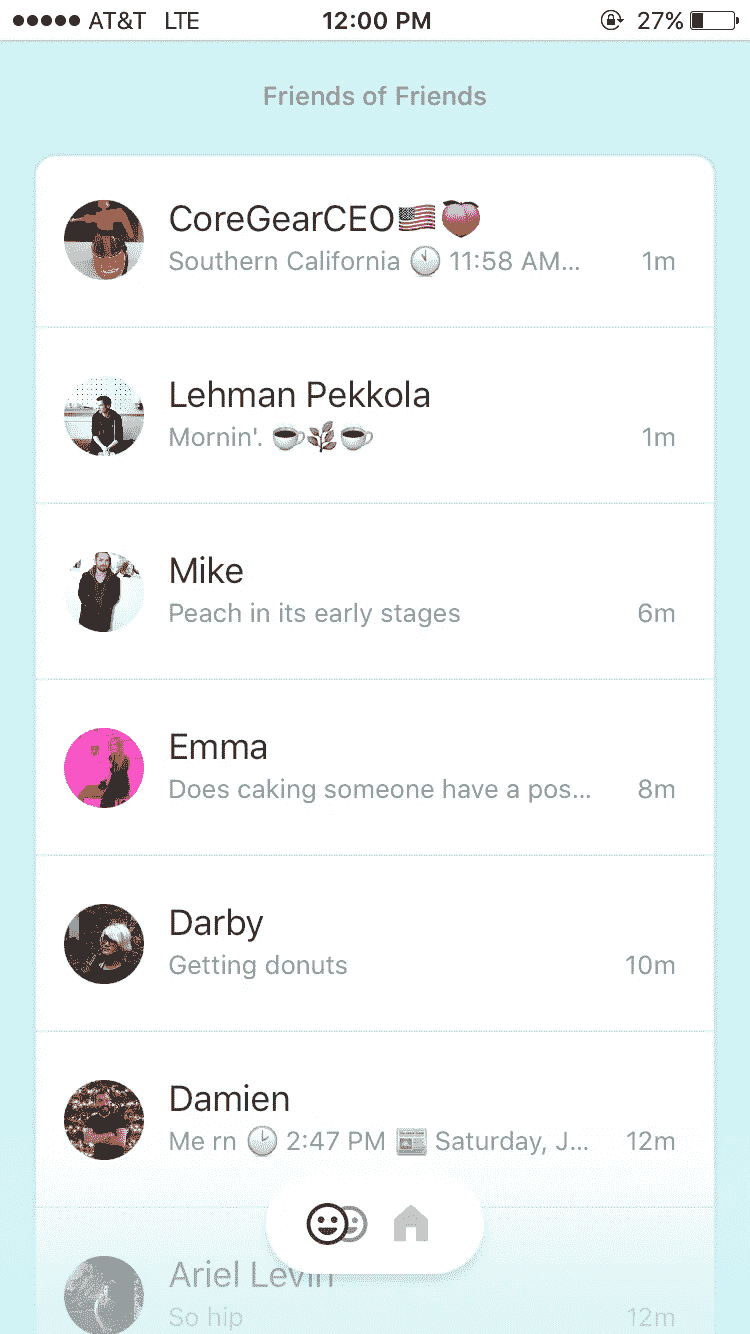 AT&T LTE 12:00 PM 27%
Friends of Friends
CoreGearCEO🇺🇸🍑
Southern California 🕚 11:58 AM... 1m
Lehman Pekkola
Mornin'. ☕🌿☕ 1m
Mike
Peach in its early stages 6m
Emma
Does caking someone have a pos... 8m
Darby
Getting donuts 10m
Damien
Me rn 🕑 2:47 PM 📰 Saturday, J... 12m
Ariel Levin
So hip 12m